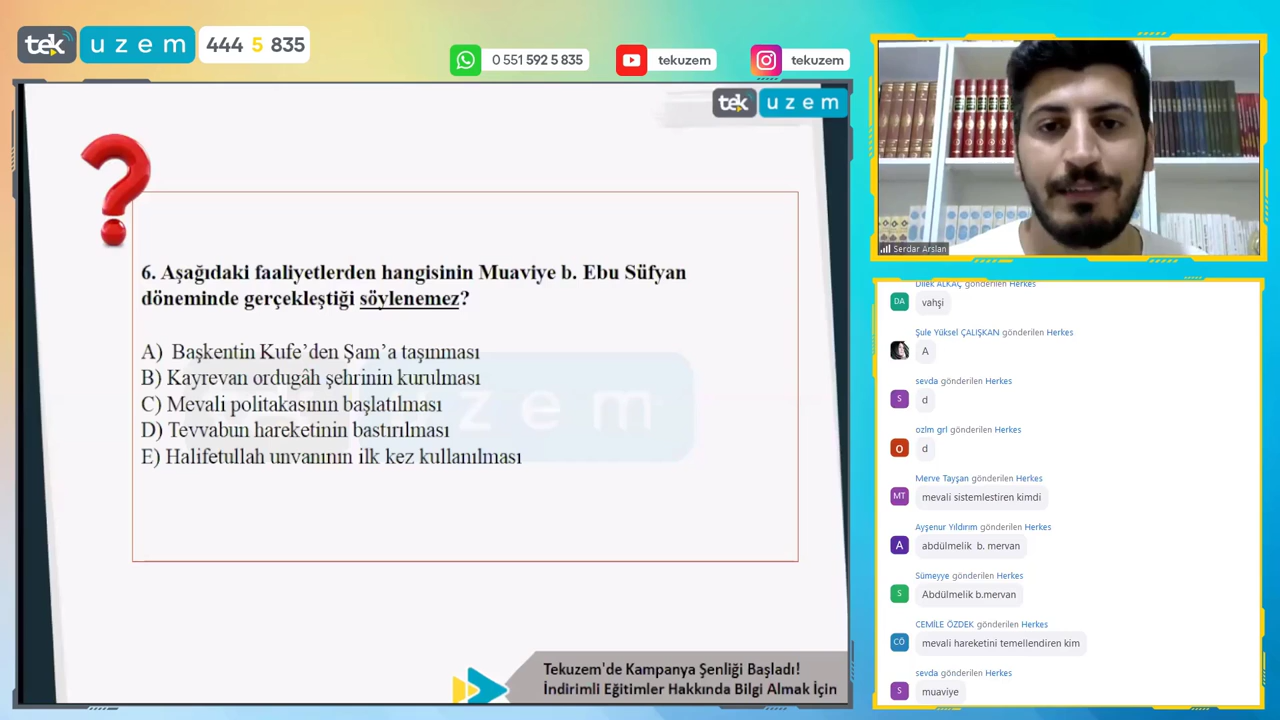 tek uzem 444 5 835
0 551 592 5 835
tekuzem
tekuzem
tek uzem
6. Aşağıdaki faaliyetlerden hangisinin Muaviye b. Ebu Süfyan
döneminde gerçekleştiği söylenemez?
A) Başkentin Kufe’den Şam’a taşınması
B) Kayrevan ordugâh şehrinin kurulması
C) Mevali politakasının başlatılması
D) Tevvabun hareketinin bastırılması
E) Halifetullah unvanının ilk kez kullanılması
uzem
Tekuzem'de Kampanya Şenliği Başladı!
İndirimli Eğitimler Hakkında Bilgi Almak İçin
Serdar Arslan
Dilek ALKAÇ gönderilen Herkes
DA
vahşi
Şule Yüksel ÇALIŞKAN gönderilen Herkes
A
sevda gönderilen Herkes
S
d
ozlm grl gönderilen Herkes
o
d
Merve Tayşan gönderilen Herkes
MT
mevali sistemlestiren kimdi
Ayşenur Yıldırım gönderilen Herkes
A
abdülmelik b. mervan
Sümeyye gönderilen Herkes
S
Abdülmelik b.mervan
CEMİLE ÖZDEK gönderilen Herkes
CÖ
mevali hareketini temellendiren kim
sevda gönderilen Herkes
S
muaviye